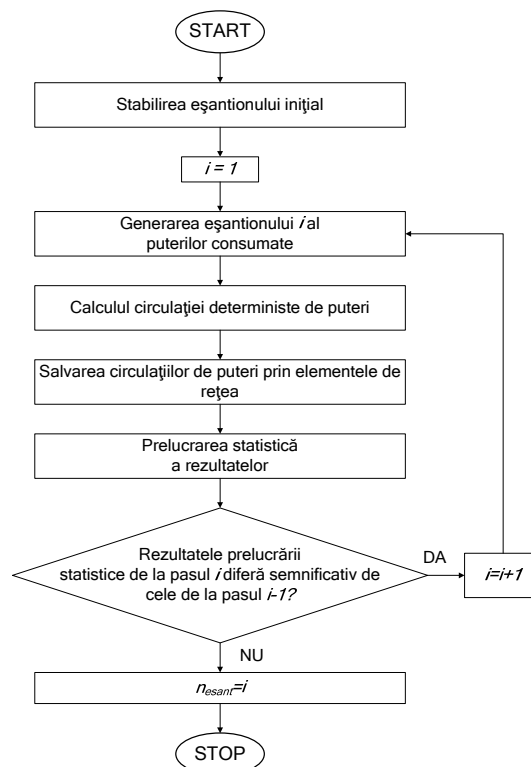 START
Stabilirea eşantionului iniţial
i = 1
Generarea eşantionului i al
puterilor consumate
Calculul circulaţiei deterministe de puteri
Salvarea circulaţiilor de puteri prin elementele de
reţea
Prelucrarea statistică
a rezultatelor
Rezultatele prelucrării
statistice de la pasul i diferă semnificativ de
cele de la pasul i-1?
DA
i=i+1
NU
nesant=i
STOP